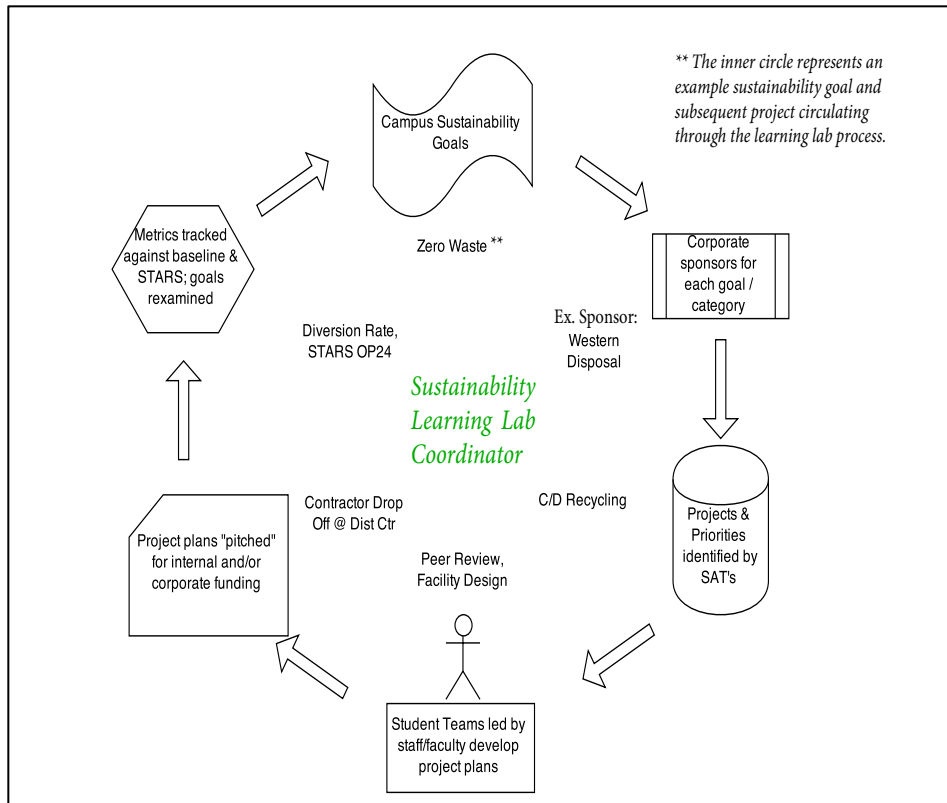 ** The inner circle represents an
example sustainability goal and
subsequent project circulating
through the learning lab process.
Campus Sustainability
Goals
Metrics tracked
against baseline &
STARS; goals
rexamined
Zero Waste **
Corporate
sponsors for
each goal /
category
Diversion Rate,
STARS OP24
Ex. Sponsor:
Western
Disposal
Sustainability
Learning Lab
Coordinator
Contractor Drop
Off @ Dist Ctr
C/D Recycling
Projects &
Priorities
identified by
SAT's
Project plans "pitched"
for internal and/or
corporate funding
Peer Review,
Facility Design
Student Teams led by
staff/faculty develop
project plans